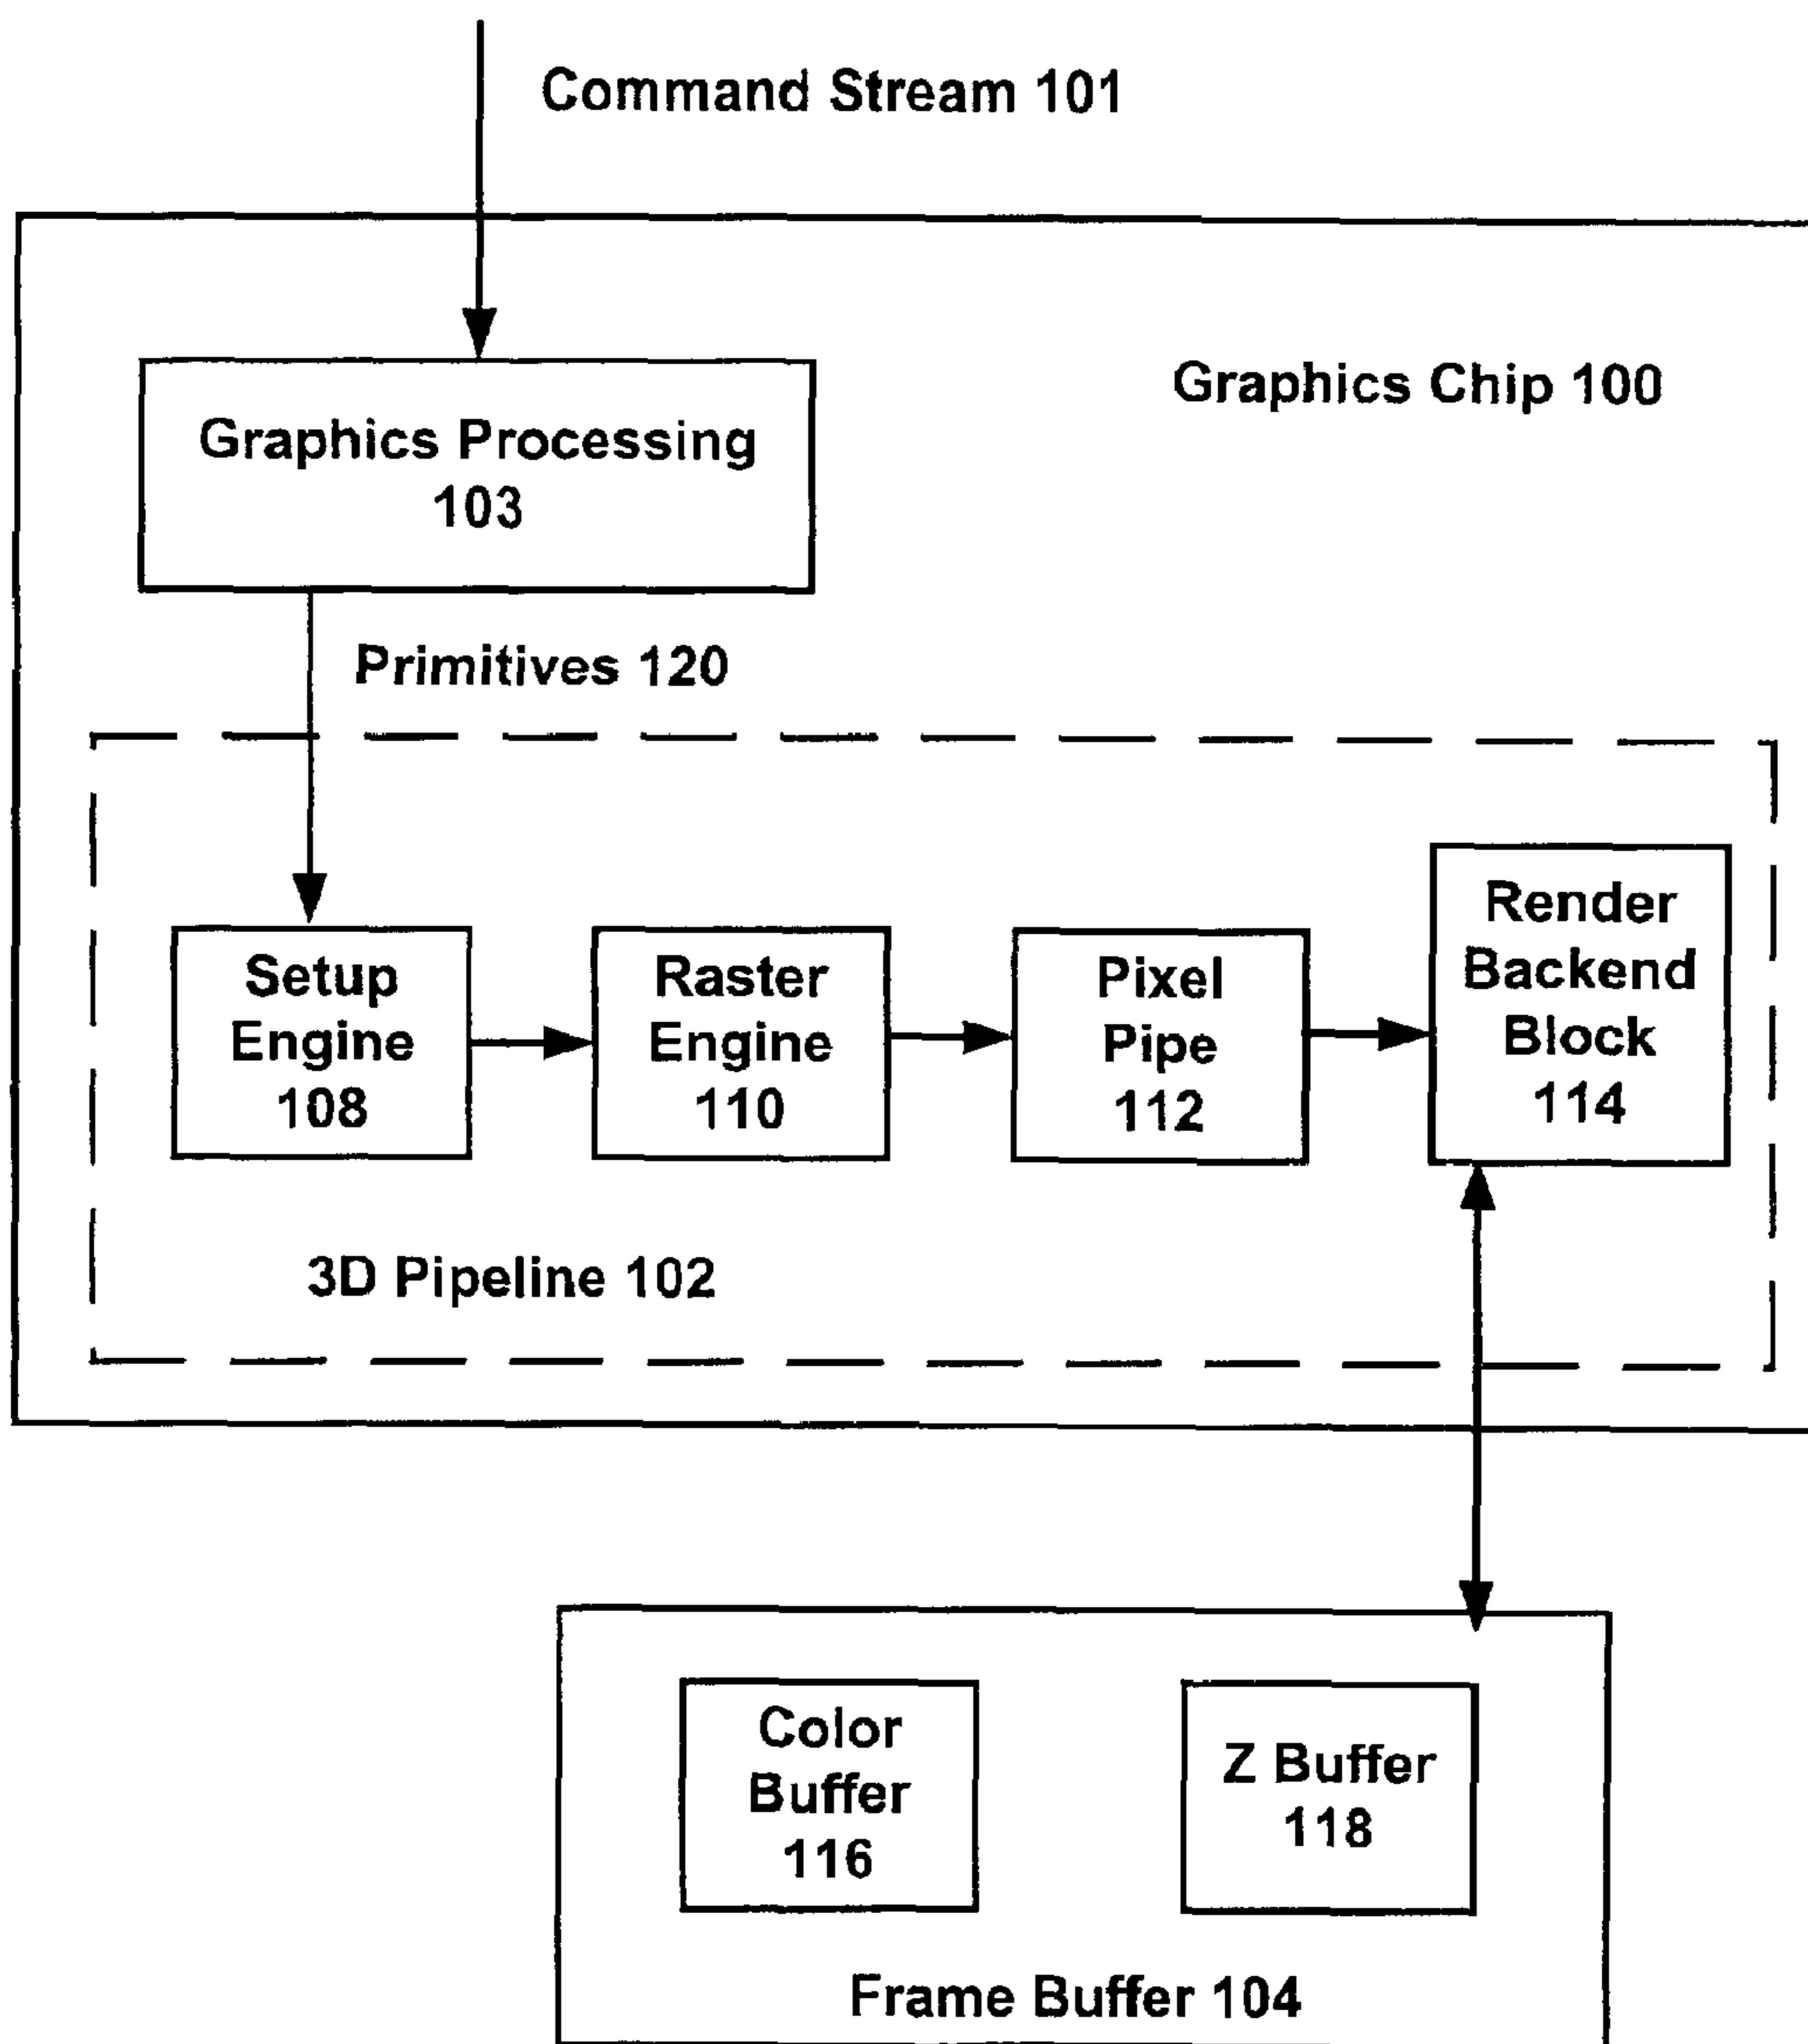 Command Stream 101
Graphics Chip 100
Graphics Processing
103
Primitives 120
Setup
Engine
108
Raster
Engine
110
Pixel
Pipe
112
Render
Backend
Block
114
3D Pipeline 102
Color
Buffer
116
Z Buffer
118
Frame Buffer 104